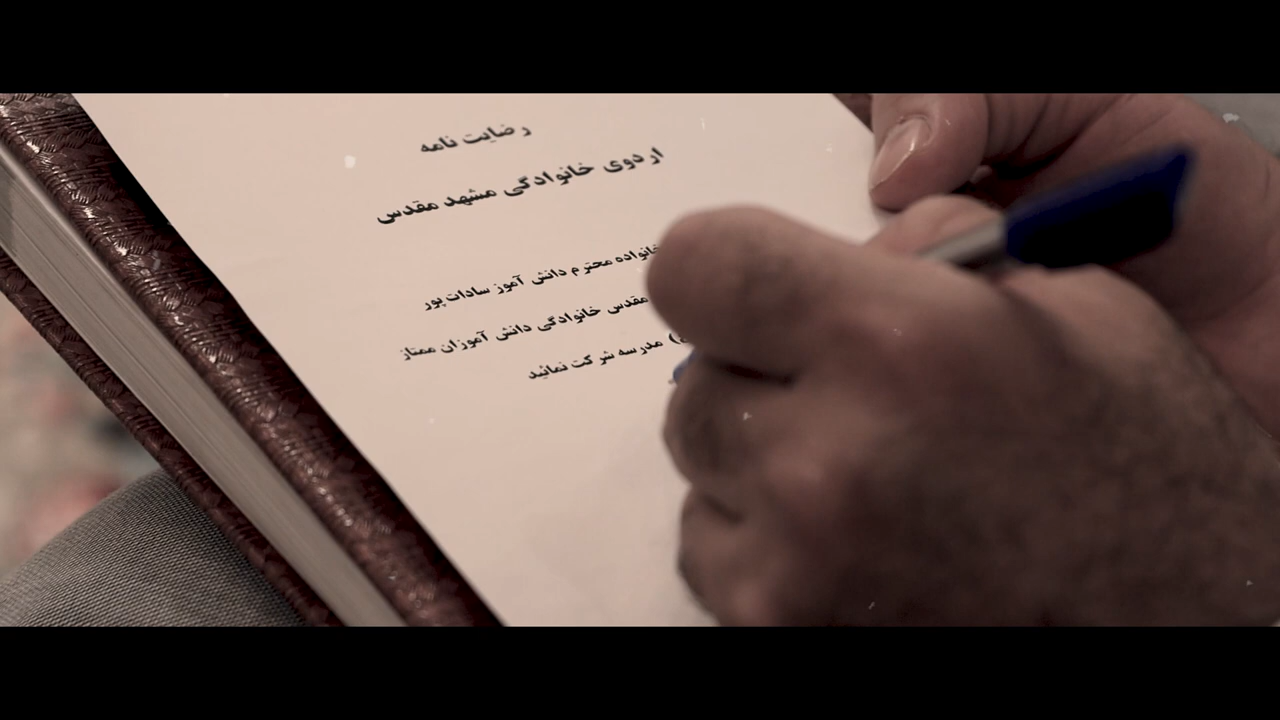 رضایت نامه
اردوی خانوادگی مشهد مقدس
خانواده محترم دانش آموز سادات پور
مقدس خانوادگی دانش آموزان ممتاز
مدرسه شرکت نمائید